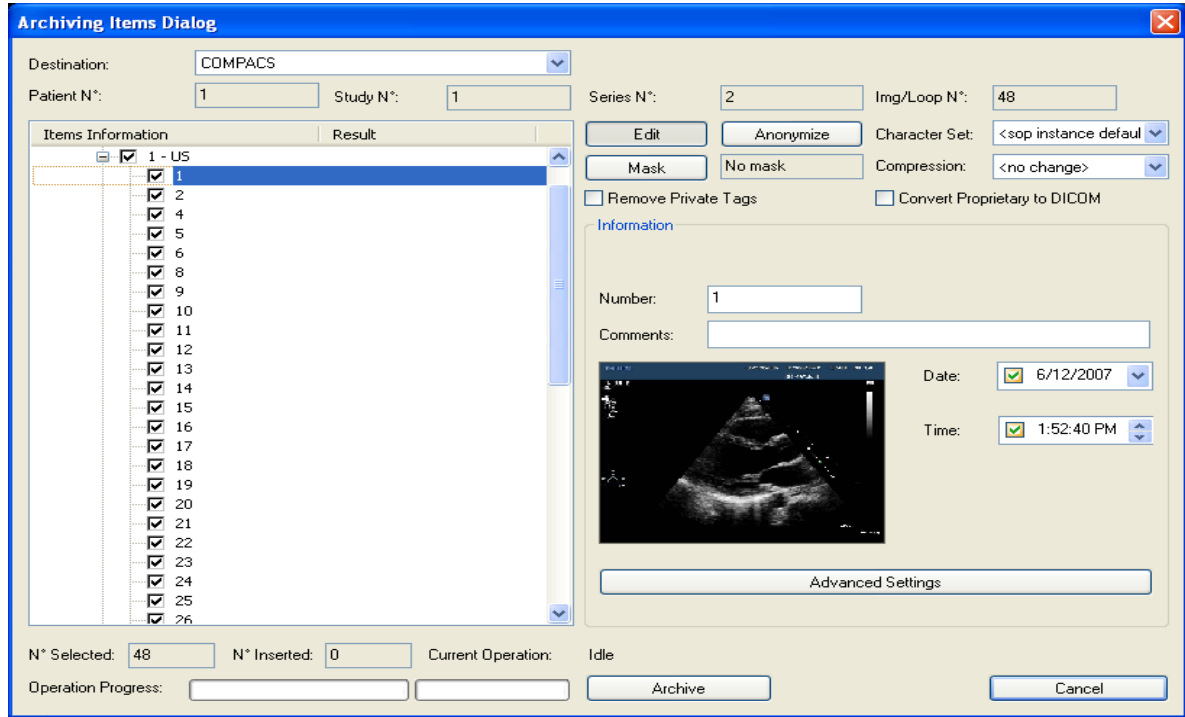 Archiving Items Dialog
Destination: COMPACS
Patient N°: 1 Study N°: 1 Series N°: 2 Img/Loop N°: 48
Items Information Result
Edit Anonymize Character Set: <sop instance defaul
Mask No mask Compression: <no change>
Remove Private Tags Convert Proprietary to DICOM
1 - US
1
2
4
5
6
8
9
10
11
12
13
14
15
16
17
18
19
20
21
22
23
24
25
26
Information
Number: 1
Comments:
Date: 6/12/2007
Time: 1:52:40 PM
Advanced Settings
N° Selected: 48 N° Inserted: 0 Current Operation: Idle
Operation Progress: Archive Cancel